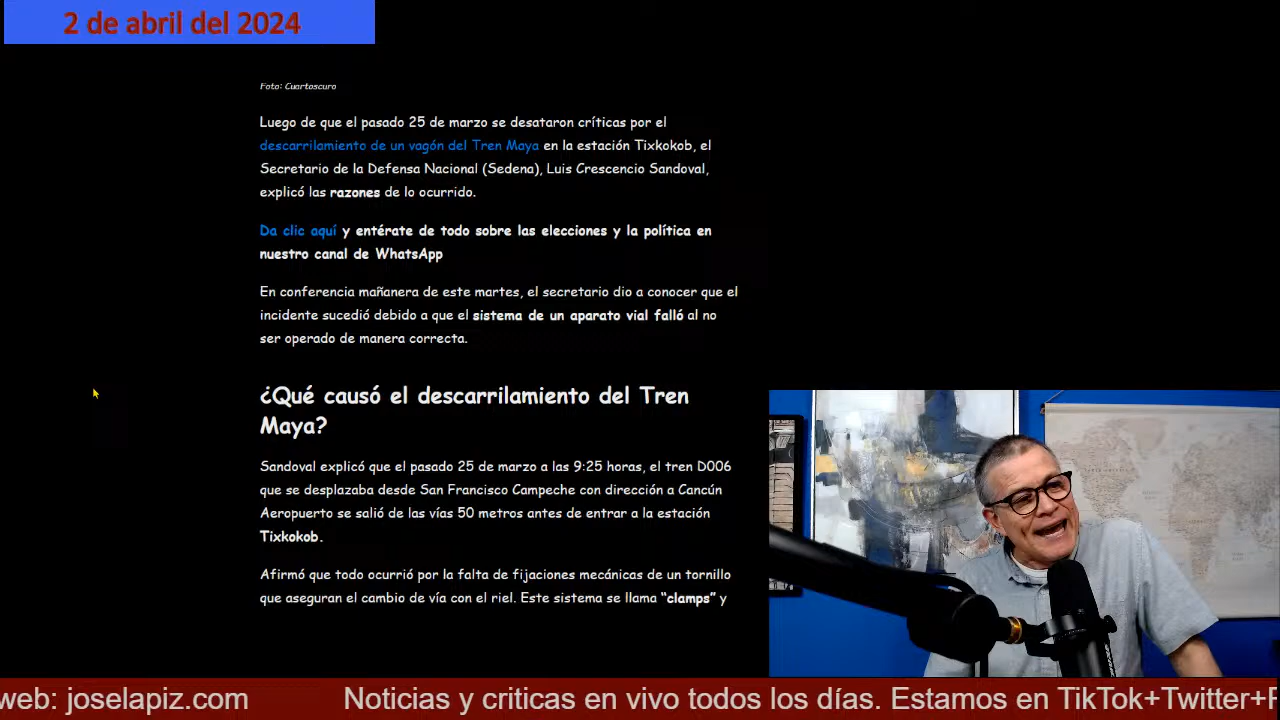 2 de abril del 2024
Foto: Cuartoscuro
Luego de que el pasado 25 de marzo se desataron críticas por el
descarrilamiento de un vagón del Tren Maya en la estación Tixkokob, el
Secretario de la Defensa Nacional (Sedena), Luis Crescencio Sandoval,
explicó las razones de lo ocurrido.
Da clic aquí y entérate de todo sobre las elecciones y la política en
nuestro canal de WhatsApp
En conferencia mañanera de este martes, el secretario dio a conocer que el
incidente sucedió debido a que el sistema de un aparato vial falló al no
ser operado de manera correcta.
¿Qué causó el descarrilamiento del Tren
Maya?
Sandoval explicó que el pasado 25 de marzo a las 9:25 horas, el tren D006
que se desplazaba desde San Francisco Campeche con dirección a Cancún
Aeropuerto se salió de las vías 50 metros antes de entrar a la estación
Tixkokob.
Afirmó que todo ocurrió por la falta de fijaciones mecánicas de un tornillo
que aseguran el cambio de vía con el riel. Este sistema se llama “clamps” y
web: joselapiz.com Noticias y criticas en vivo todos los días. Estamos en TikTok+Twitter+F